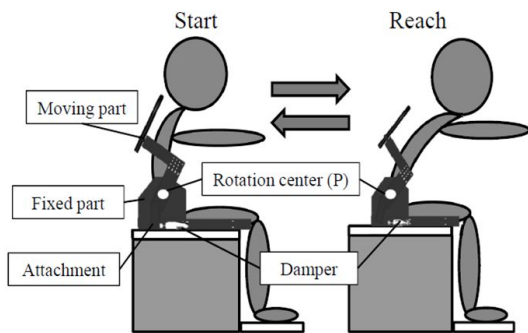 Start
Reach
Moving part
Rotation center (P)
Fixed part
Attachment
Damper